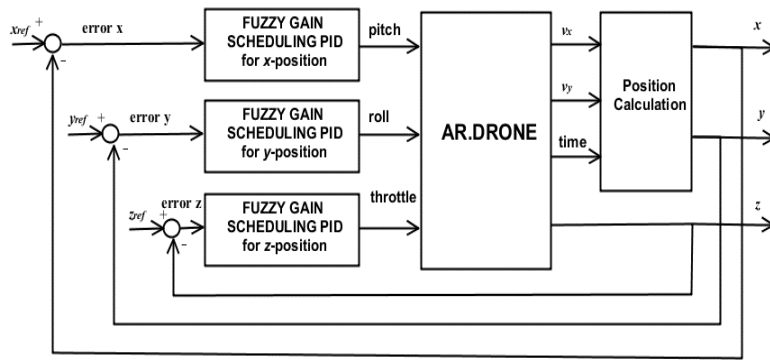 xref
+
-
error x
FUZZY GAIN
SCHEDULING PID
for x-position
pitch
vx
x
yref
+
-
error y
FUZZY GAIN
SCHEDULING PID
for y-position
roll
AR.DRONE
vy
time
Position
Calculation
y
zref
+
-
error z
FUZZY GAIN
SCHEDULING PID
for z-position
throttle
z